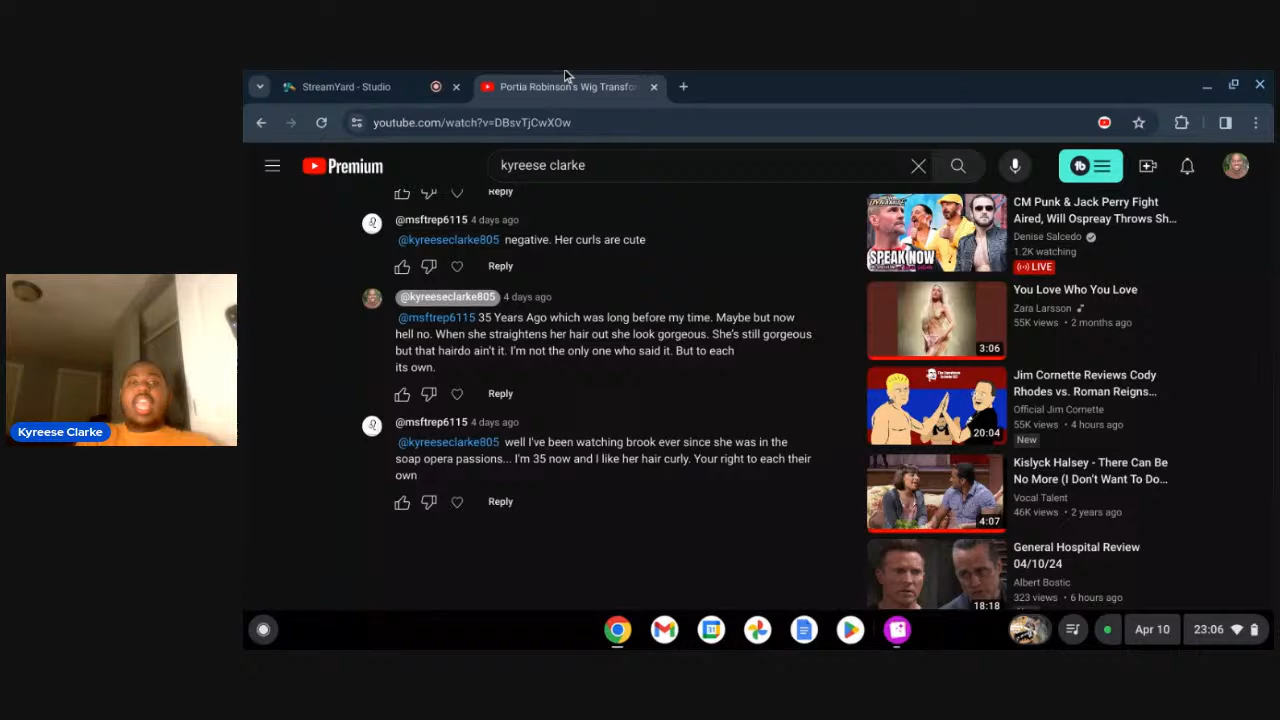 StreamYard - Studio
Portia Robinson's Wig Transfo
youtube.com/watch?v=DBsvTjCwXOw
Premium
kyreese clarke
Reply
@msftrep6115 4 days ago
@kyreeseclarke805 negative. Her curls are cute
Reply
@kyreeseclarke805 4 days ago
@msftrep6115 35 Years Ago which was long before my time. Maybe but now
hell no. When she straightens her hair out she look gorgeous. She's still gorgeous
but that hairdo ain't it. I'm not the only one who said it. But to each
its own.
Reply
@msftrep6115 4 days ago
@kyreeseclarke805 well I've been watching brook ever since she was in the
soap opera passions... I'm 35 now and I like her hair curly. Your right to each their
own
Reply
SPEAK NOW
CM Punk & Jack Perry Fight
Aired, Will Ospreay Throws Sh...
Denise Salcedo
1.2K watching
LIVE
3:06
You Love Who You Love
Zara Larsson
55K views • 2 months ago
20:04
Jim Cornette Reviews Cody
Rhodes vs. Roman Reigns...
Official Jim Cornette
55K views • 4 hours ago
New
4:07
Kislyck Halsey - There Can Be
No More (I Don't Want To Do...
Vocal Talent
46K views • 2 years ago
18:18
General Hospital Review
04/10/24
Albert Bostic
323 views • 6 hours ago
Kyreese Clarke
Apr 10
23:06